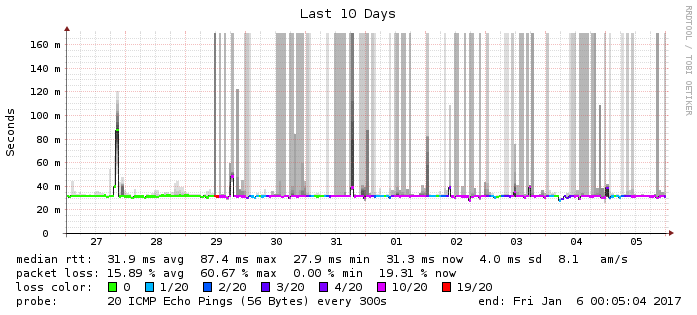 Last 10 Days
RRDTOOL / TOBI OETIKER
Seconds
160 m
140 m
120 m
100 m
80 m
60 m
40 m
20 m
0
27 28 29 30 31 01 02 03 04 05
median rtt: 31.9 ms avg 87.4 ms max 27.9 ms min 31.3 ms now 4.0 ms sd 8.1 am/s
packet loss: 15.89 % avg 60.67 % max 0.00 % min 19.31 % now
loss color: 0 1/20 2/20 3/20 4/20 10/20 19/20
probe: 20 ICMP Echo Pings (56 Bytes) every 300s end: Fri Jan 6 00:05:04 2017